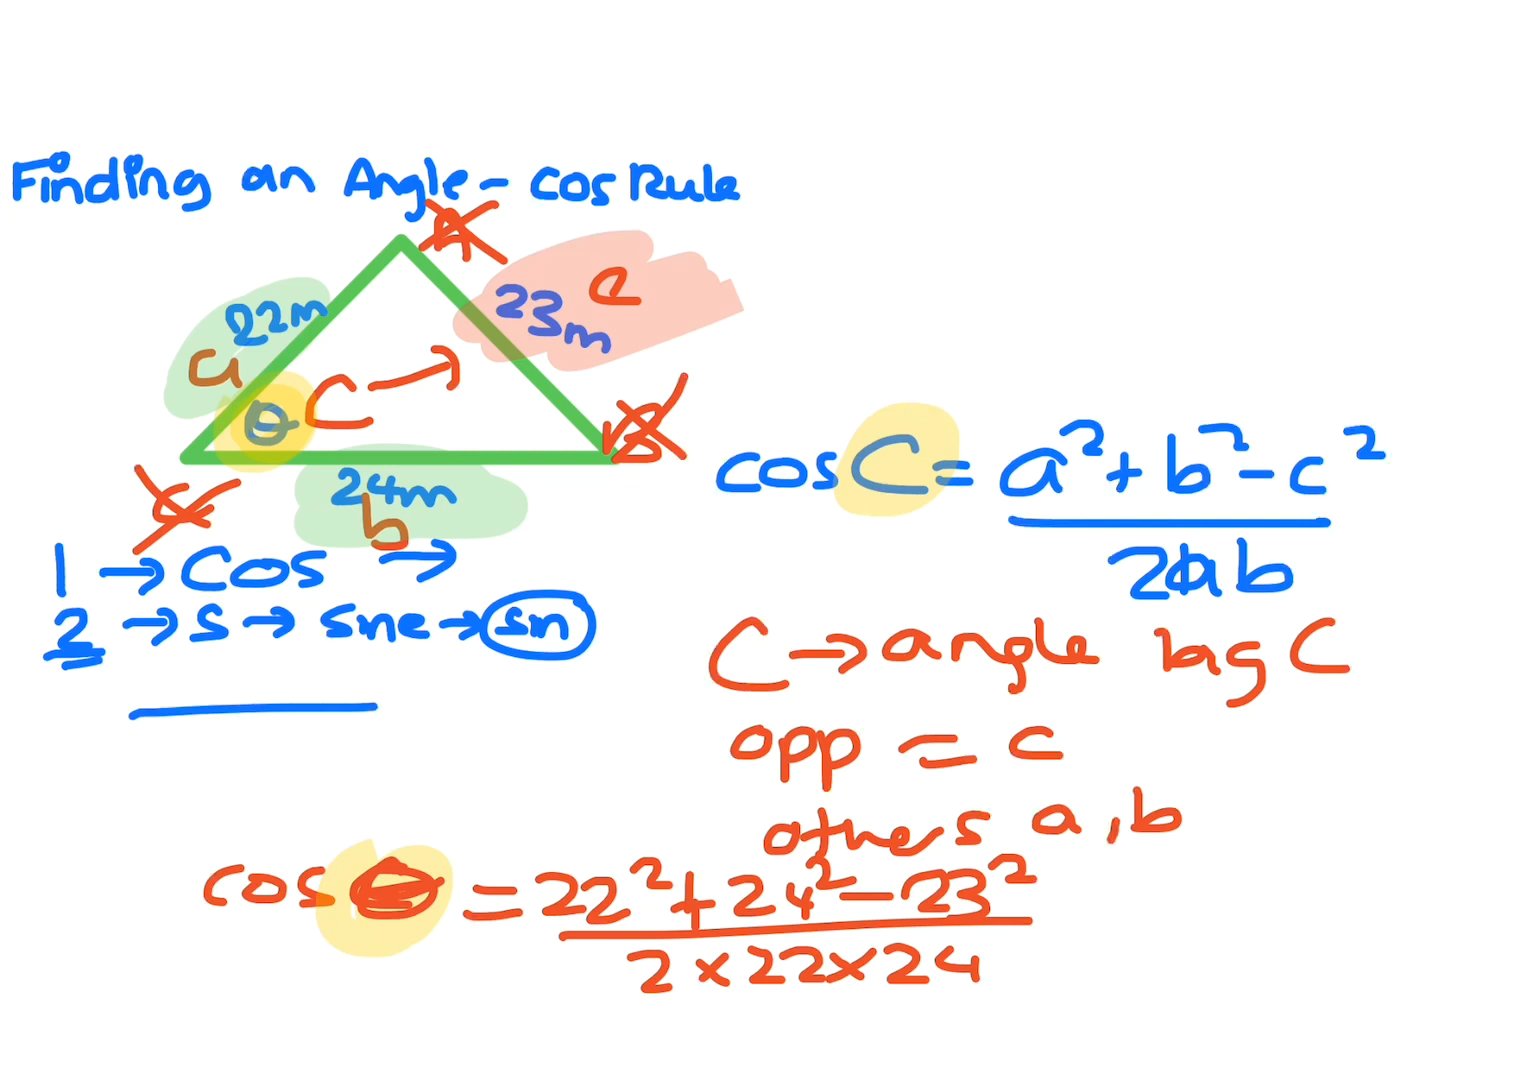 Finding an Angle - cos Rule
A
22m
23m
c
a
θ C →
B
24m
C
b
cos C = a² + b² - c²
2ab
1 → cos →
2 → s → sne → sin
C → angle big C
opp = c
others a, b
cos θ = 22² + 24² - 23²
2 × 22 × 24